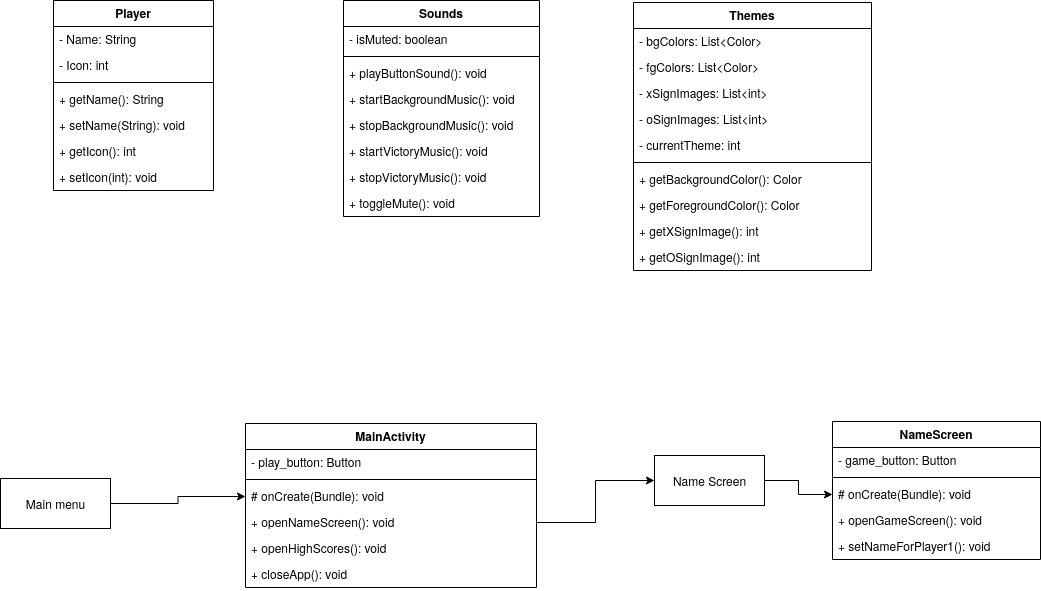 Player
- Name: String
- Icon: int
+ getName(): String
+ setName(String): void
+ getIcon(): int
+ setIcon(int): void
Sounds
- isMuted: boolean
+ playButtonSound(): void
+ startBackgroundMusic(): void
+ stopBackgroundMusic(): void
+ startVictoryMusic(): void
+ stopVictoryMusic(): void
+ toggleMute(): void
Themes
- bgColors: List<Color>
- fgColors: List<Color>
- xSignImages: List<int>
- oSignImages: List<int>
- currentTheme: int
+ getBackgroundColor(): Color
+ getForegroundColor(): Color
+ getXSignImage(): int
+ getOSignImage(): int
Main menu
MainActivity
- play_button: Button
# onCreate(Bundle): void
+ openNameScreen(): void
+ openHighScores(): void
+ closeApp(): void
Name Screen
NameScreen
- game_button: Button
# onCreate(Bundle): void
+ openGameScreen(): void
+ setNameForPlayer1(): void